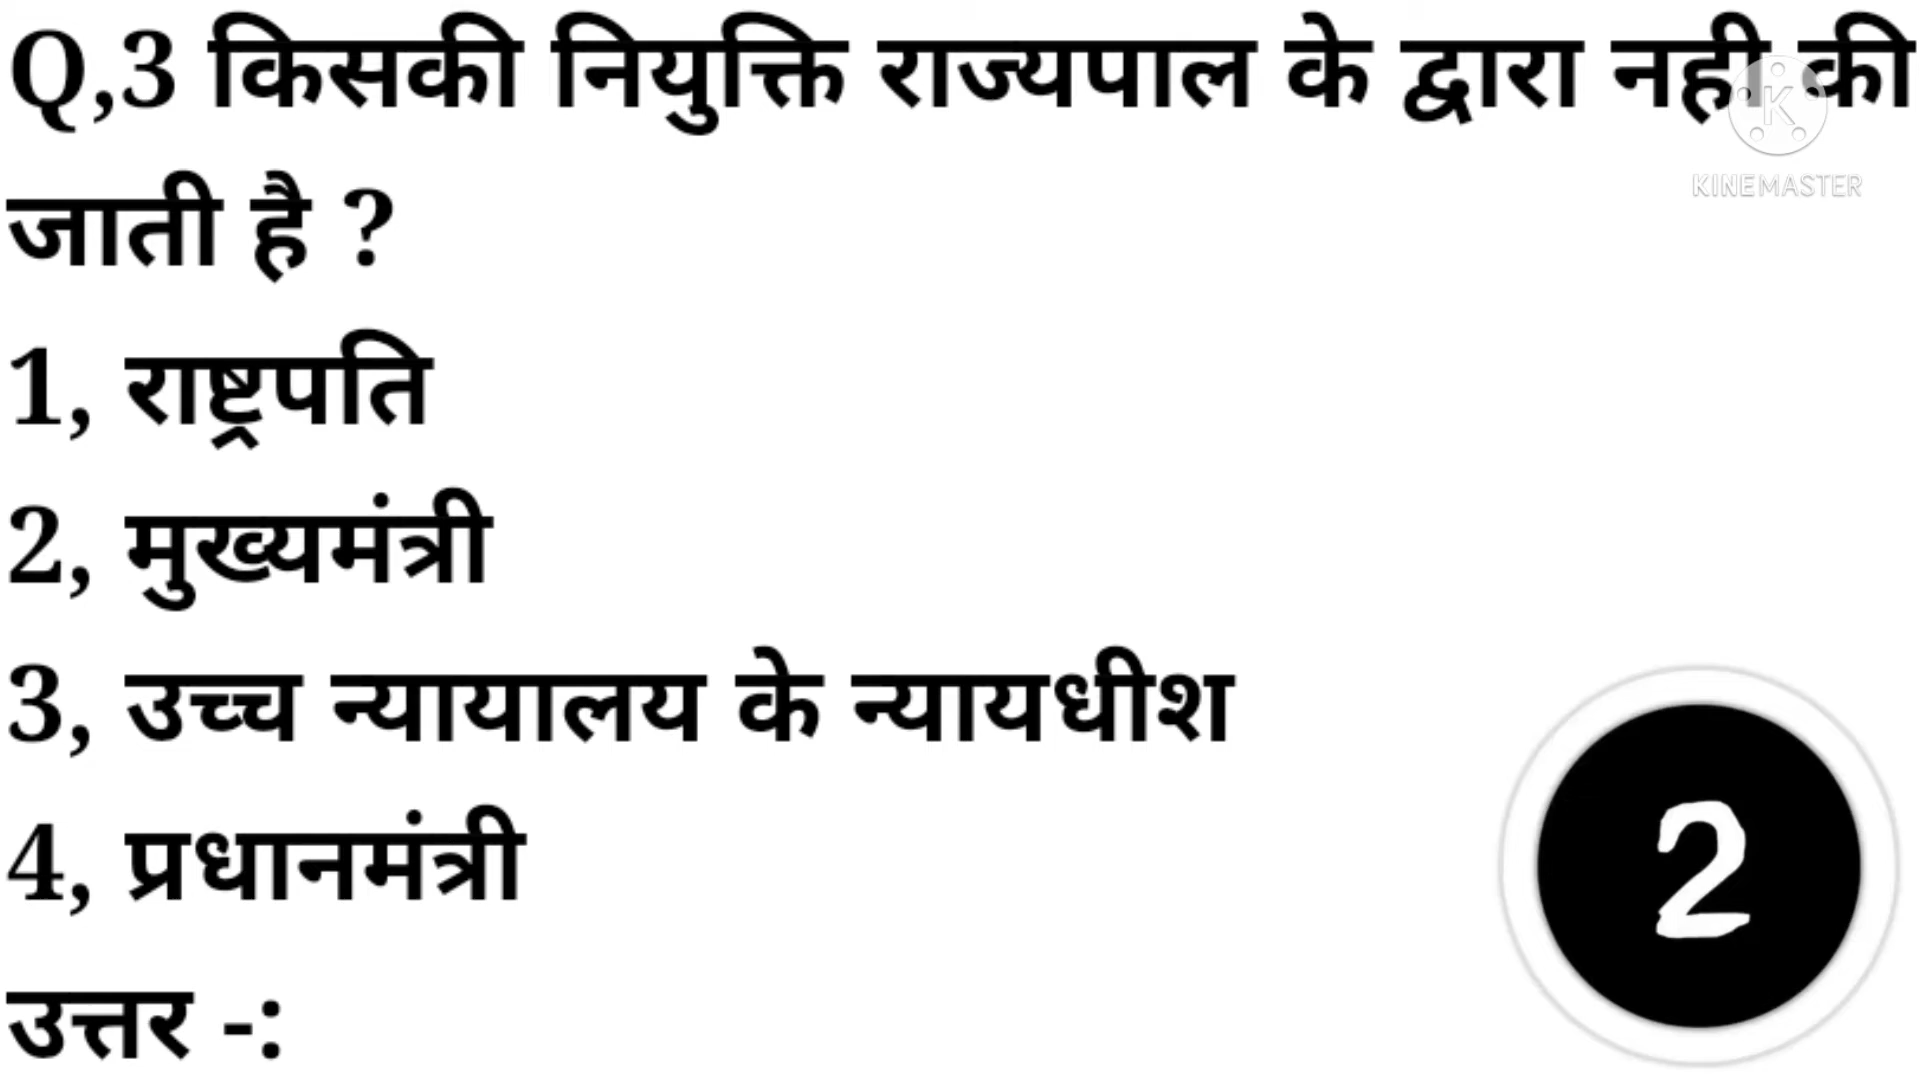 Q,3 किसकी नियुक्ति राज्यपाल के द्वारा नही की
जाती है ?
1, राष्ट्रपति
2, मुख्यमंत्री
3, उच्च न्यायालय के न्यायधीश
4, प्रधानमंत्री
उत्तर -:
K
KINEMASTER
2